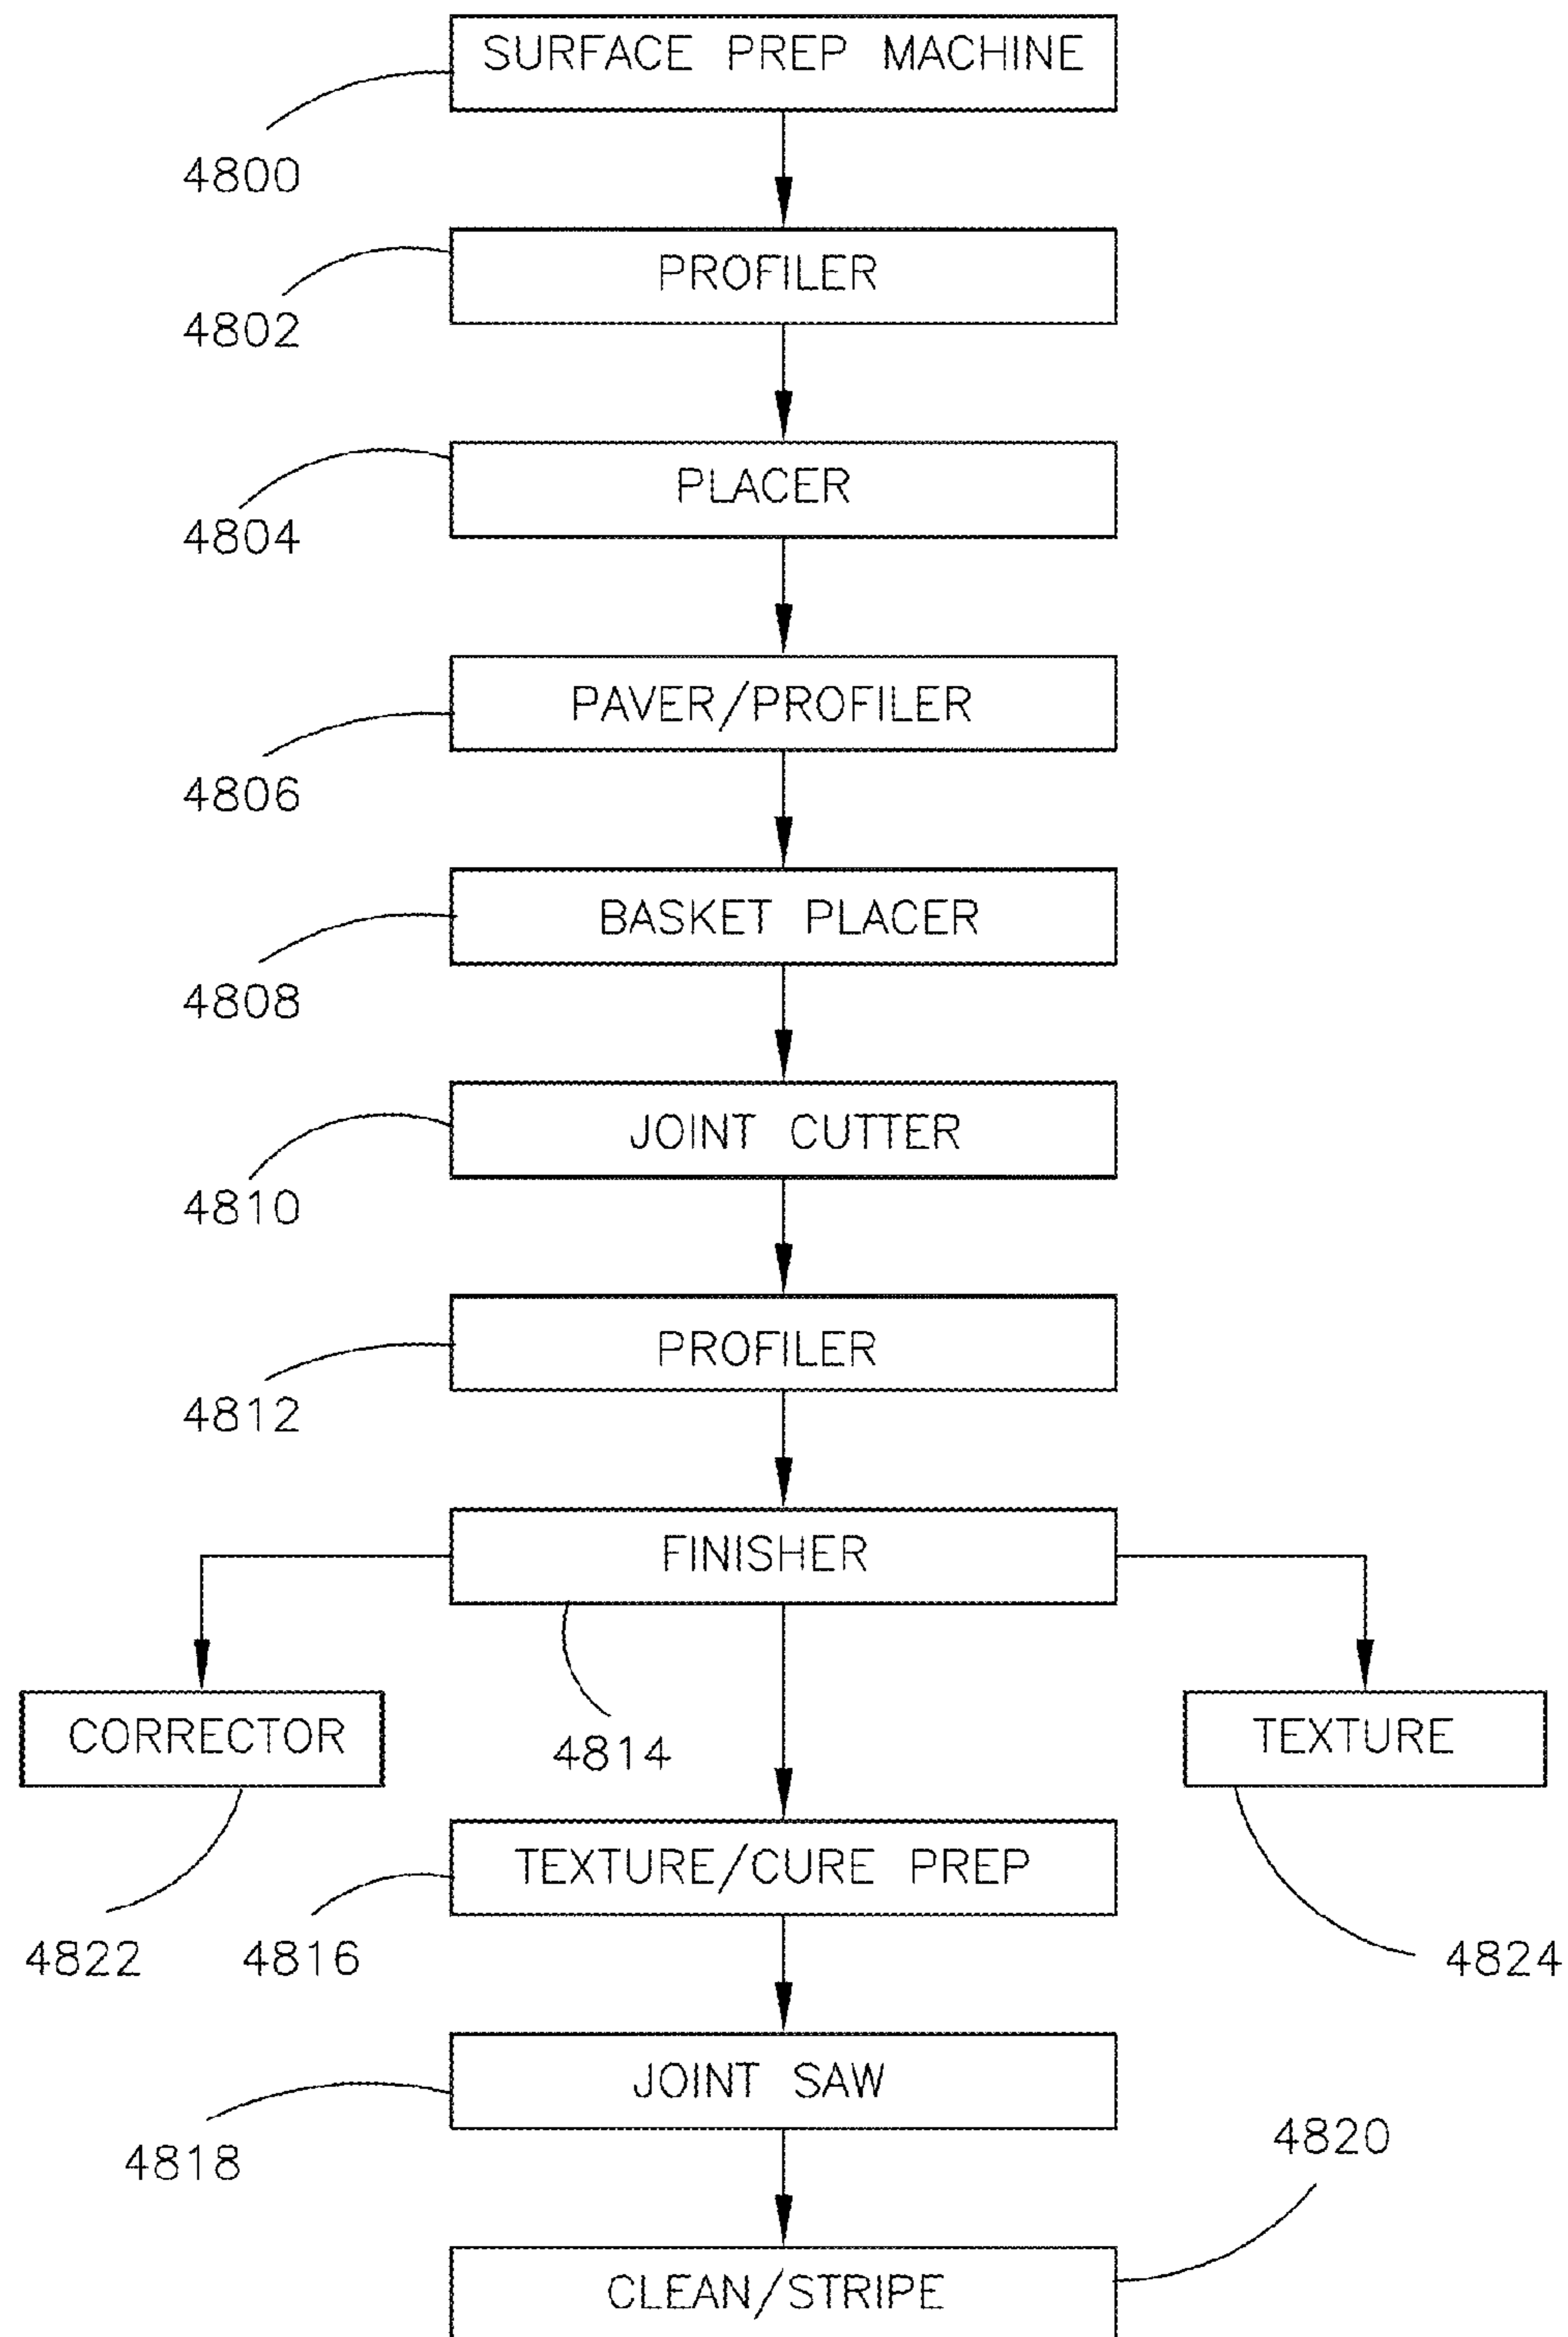 SURFACE PREP MACHINE
4800
PROFILER
4802
PLACER
4804
PAVER/PROFILER
4806
BASKET PLACER
4808
JOINT CUTTER
4810
PROFILER
4812
FINISHER
4814
CORRECTOR
TEXTURE
4822
4816
TEXTURE/CURE PREP
4824
JOINT SAW
4818
4820
CLEAN/STRIPE